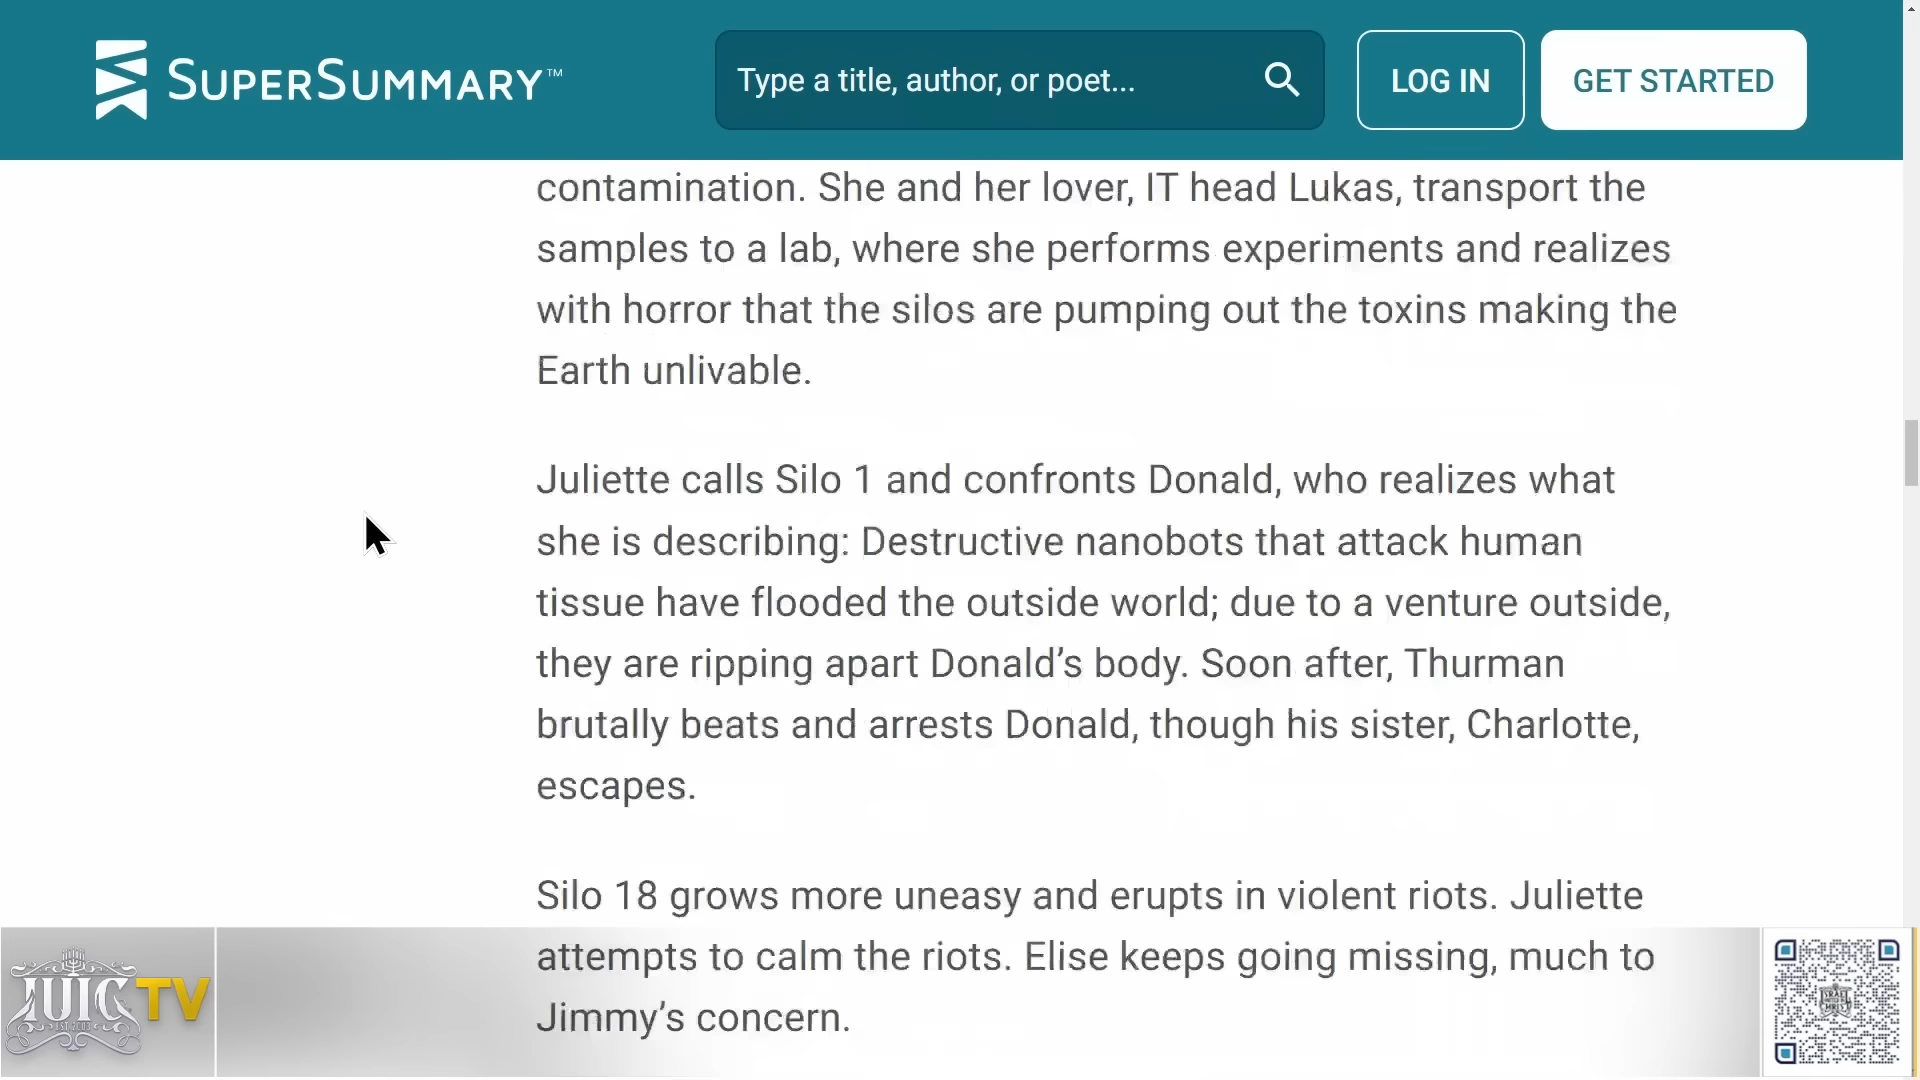 SUPERSUMMARY™
Type a title, author, or poet...
LOG IN
GET STARTED
contamination. She and her lover, IT head Lukas, transport the
samples to a lab, where she performs experiments and realizes
with horror that the silos are pumping out the toxins making the
Earth unlivable.
Juliette calls Silo 1 and confronts Donald, who realizes what
she is describing: Destructive nanobots that attack human
tissue have flooded the outside world; due to a venture outside,
they are ripping apart Donald’s body. Soon after, Thurman
brutally beats and arrests Donald, though his sister, Charlotte,
escapes.
Silo 18 grows more uneasy and erupts in violent riots. Juliette
attempts to calm the riots. Elise keeps going missing, much to
Jimmy’s concern.
IUIC TV
EST. 2003